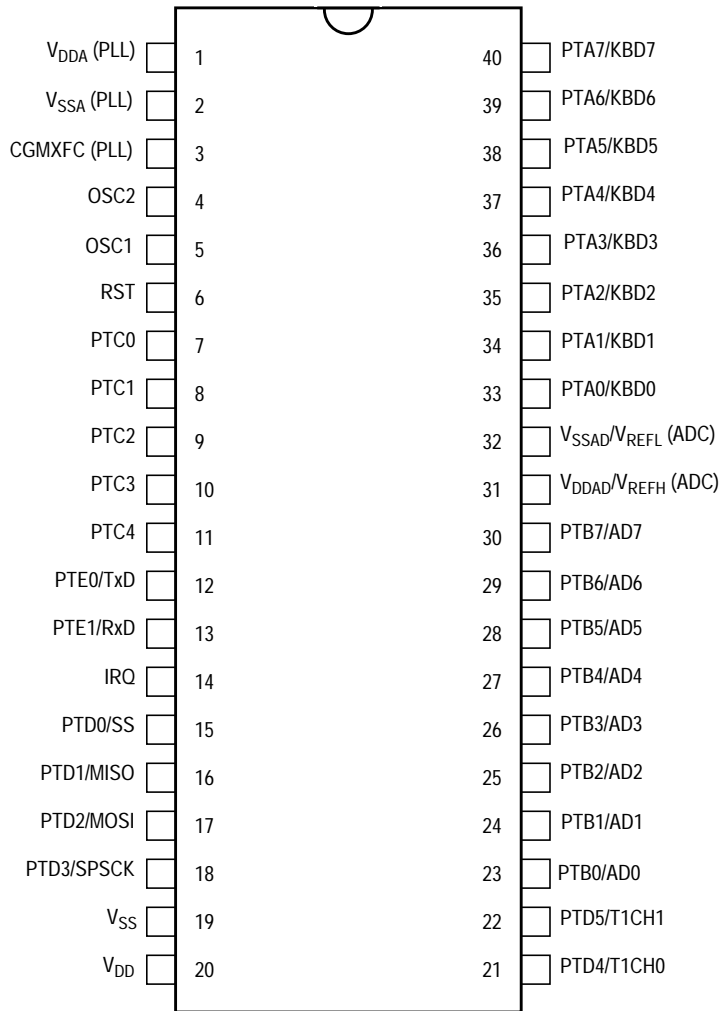 V_DDA (PLL) 1 40 PTA7/KBD7
V_SSA (PLL) 2 39 PTA6/KBD6
CGMXFC (PLL) 3 38 PTA5/KBD5
OSC2 4 37 PTA4/KBD4
OSC1 5 36 PTA3/KBD3
RST 6 35 PTA2/KBD2
PTC0 7 34 PTA1/KBD1
PTC1 8 33 PTA0/KBD0
PTC2 9 32 V_SSAD/V_REFL (ADC)
PTC3 10 31 V_DDAD/V_REFH (ADC)
PTC4 11 30 PTB7/AD7
PTE0/TxD 12 29 PTB6/AD6
PTE1/RxD 13 28 PTB5/AD5
IRQ 14 27 PTB4/AD4
PTD0/SS 15 26 PTB3/AD3
PTD1/MISO 16 25 PTB2/AD2
PTD2/MOSI 17 24 PTB1/AD1
PTD3/SPSCK 18 23 PTB0/AD0
V_SS 19 22 PTD5/T1CH1
V_DD 20 21 PTD4/T1CH0